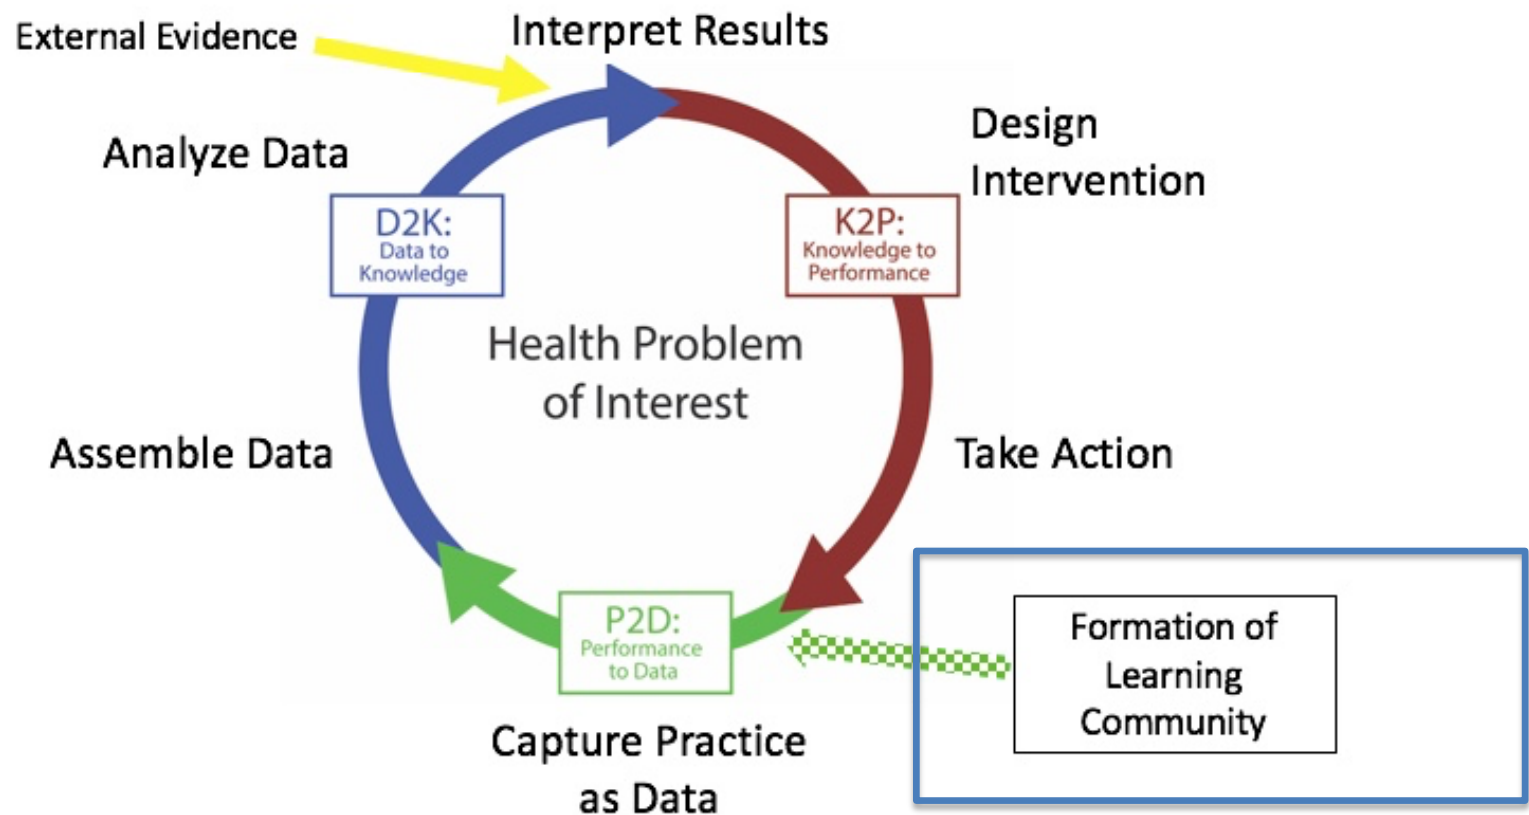 External Evidence
Interpret Results
Analyze Data
Design
Intervention
D2K:
Data to
Knowledge
K2P:
Knowledge to
Performance
Health Problem
of Interest
Assemble Data
Take Action
P2D:
Performance
to Data
Formation of
Learning
Community
Capture Practice
as Data